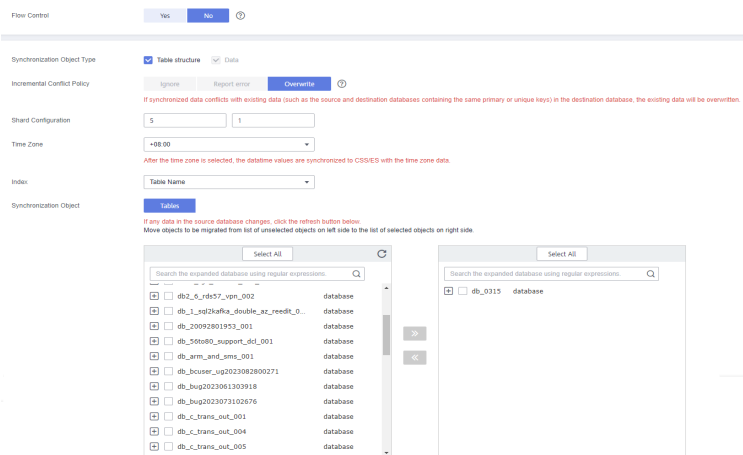 Flow Control Yes No
Synchronization Object Type Table structure Data
Incremental Conflict Policy Ignore Report error Overwrite
If synchronized data conflicts with existing data (such as the source and destination databases containing the same primary or unique keys) in the destination database, the existing data will be overwritten.
Shard Configuration 5 1
Time Zone +08:00
After the time zone is selected, the datatime values are synchronized to CSS/ES with the time zone data.
Index Table Name
Synchronization Object Tables
If any data in the source database changes, click the refresh button below.
Move objects to be migrated from list of unselected objects on left side to the list of selected objects on right side.
Select All
Search the expanded database using regular expressions.
db2_6_rds57_vpn_002 database
db_1_sql2kafka_double_az_reedit_0... database
db_20092801953_001 database
db_56to80_support_dcl_001 database
db_arm_and_sms_001 database
db_bcuser_ug2023082800271 database
db_bug2023061303918 database
db_bug2023073102676 database
db_c_trans_out_001 database
db_c_trans_out_004 database
db_c_trans_out_005 database
Select All
Search the expanded database using regular expressions.
db_0315 database